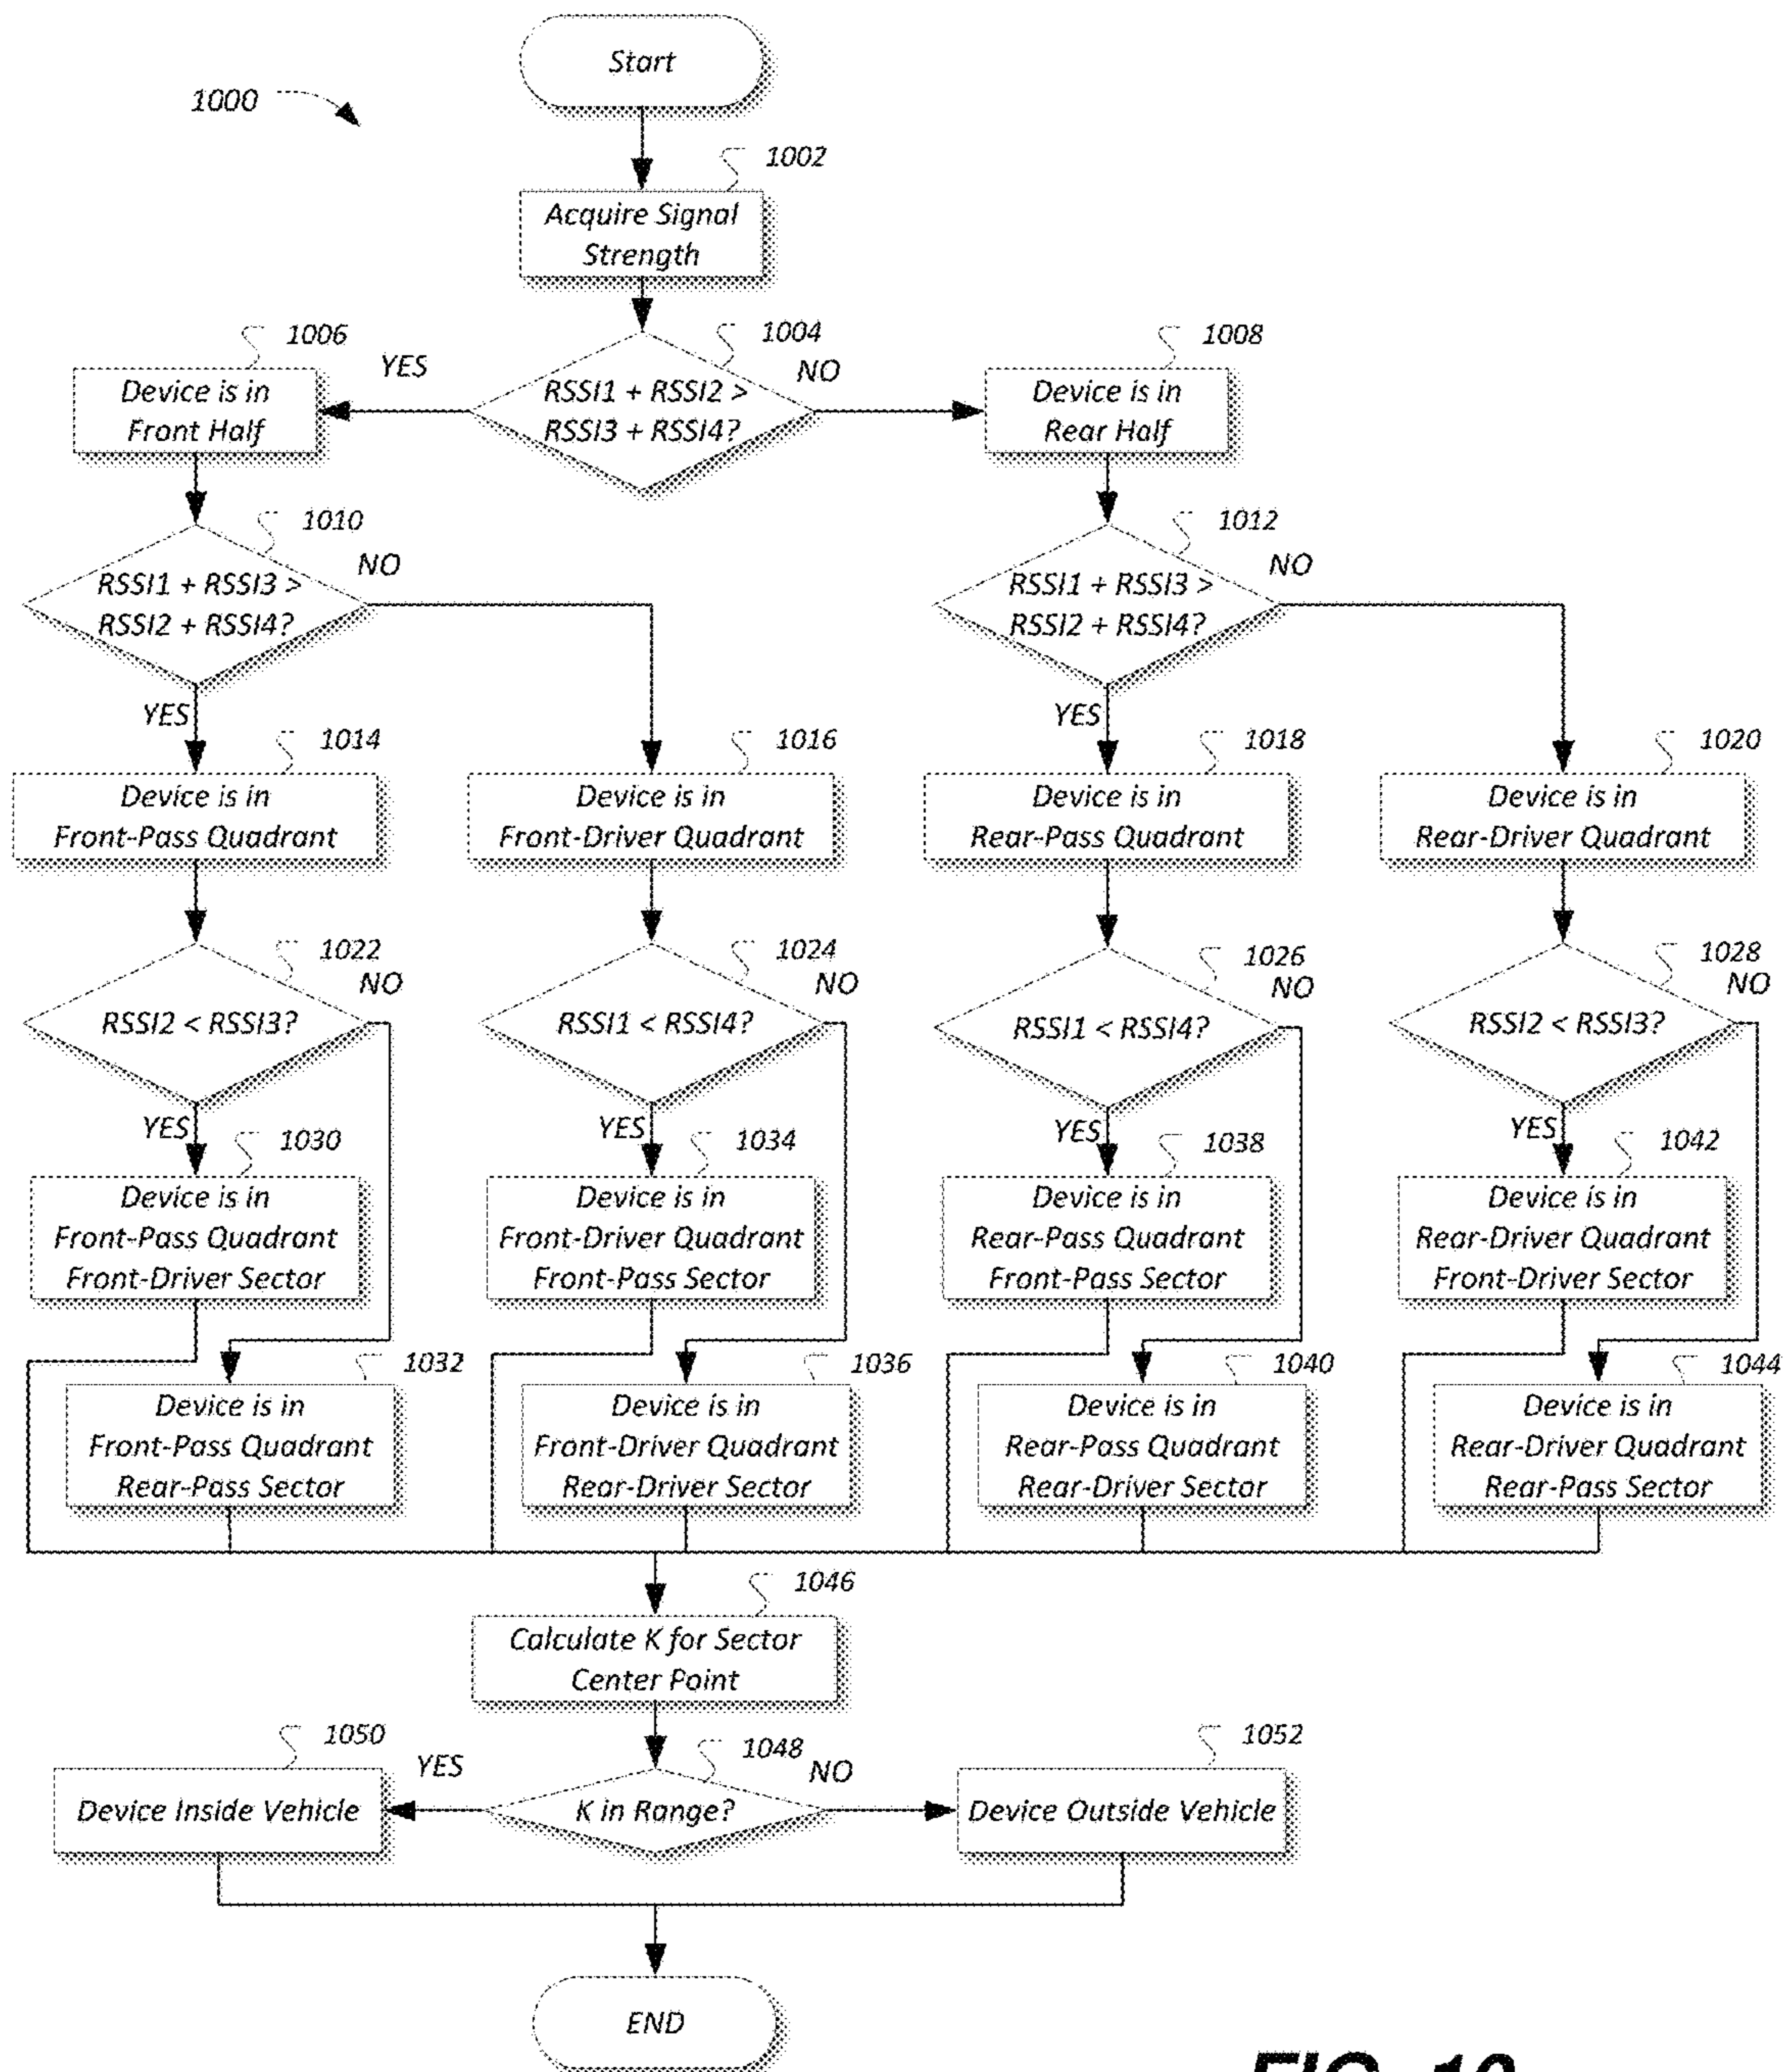 Start
1000
1002
Acquire Signal
Strength
1006
YES
1004
NO
1008
Device is in
Front Half
RSSI1 + RSSI2 >
RSSI3 + RSSI4?
Device is in
Rear Half
1010
NO
1012
NO
RSSI1 + RSSI3 >
RSSI2 + RSSI4?
RSSI1 + RSSI3 >
RSSI2 + RSSI4?
YES
YES
1014
1016
1018
1020
Device is in
Front-Pass Quadrant
Device is in
Front-Driver Quadrant
Device is in
Rear-Pass Quadrant
Device is in
Rear-Driver Quadrant
1022
NO
1024
NO
1026
NO
1028
NO
RSSI2 < RSSI3?
RSSI1 < RSSI4?
RSSI1 < RSSI4?
RSSI2 < RSSI3?
YES
1030
YES
1034
YES
1038
YES
1042
Device is in
Front-Pass Quadrant
Front-Driver Sector
Device is in
Front-Driver Quadrant
Front-Pass Sector
Device is in
Rear-Pass Quadrant
Front-Pass Sector
Device is in
Rear-Driver Quadrant
Front-Driver Sector
1032
1036
1040
1044
Device is in
Front-Pass Quadrant
Rear-Pass Sector
Device is in
Front-Driver Quadrant
Rear-Driver Sector
Device is in
Rear-Pass Quadrant
Rear-Driver Sector
Device is in
Rear-Driver Quadrant
Rear-Pass Sector
1046
Calculate K for Sector
Center Point
1050
YES
1048
NO
1052
Device Inside Vehicle
K in Range?
Device Outside Vehicle
END